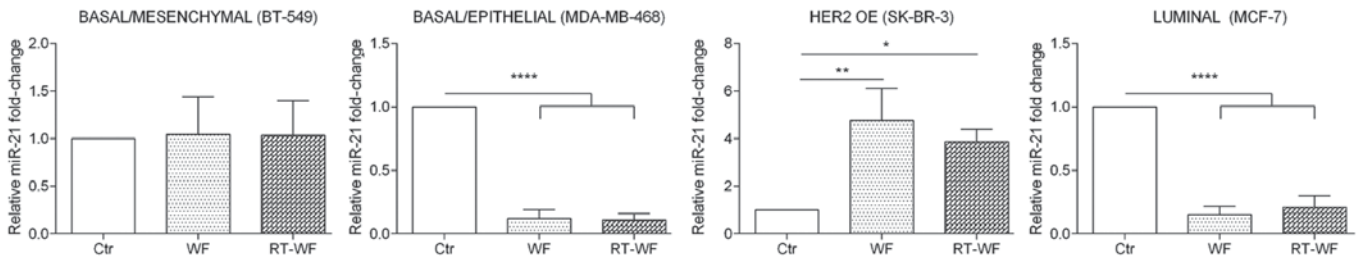 BASAL/MESENCHYMAL (BT-549)
Relative miR-21 fold-change
2.0
1.5
1.0
0.5
0.0
Ctr WF RT-WF
BASAL/EPITHELIAL (MDA-MB-468)
Relative miR-21 fold-change
1.5
1.0
0.5
0.0
****
Ctr WF RT-WF
HER2 OE (SK-BR-3)
Relative miR-21 fold-change
8
6
4
2
0
*
**
Ctr WF RT-WF
LUMINAL (MCF-7)
Relative miR-21 fold-change
1.5
1.0
0.5
0.0
****
Ctr WF RT-WF